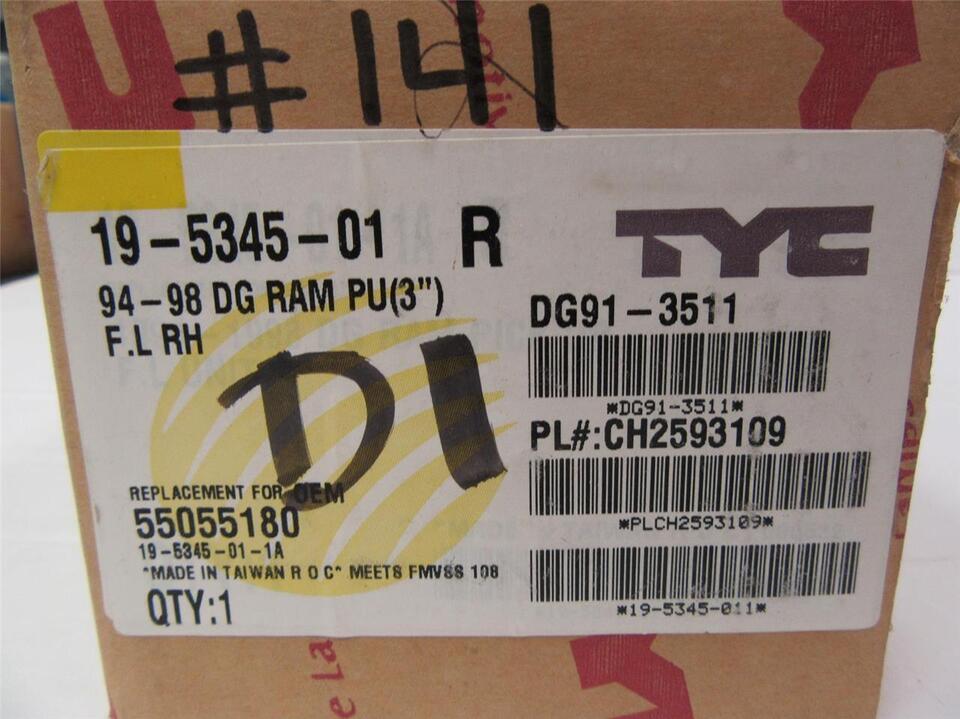 #141
19-5345-01 R
TYC
94-98 DG RAM PU(3")
F.L RH
DG91-3511
*DG91-3511*
D1
PL#:CH2593109
*PLCH2593109*
REPLACEMENT FOR OEM
55055180
19-5345-01-1A
"MADE IN TAIWAN R O C" MEETS FMVSS 108
QTY:1
*19-5345-011*